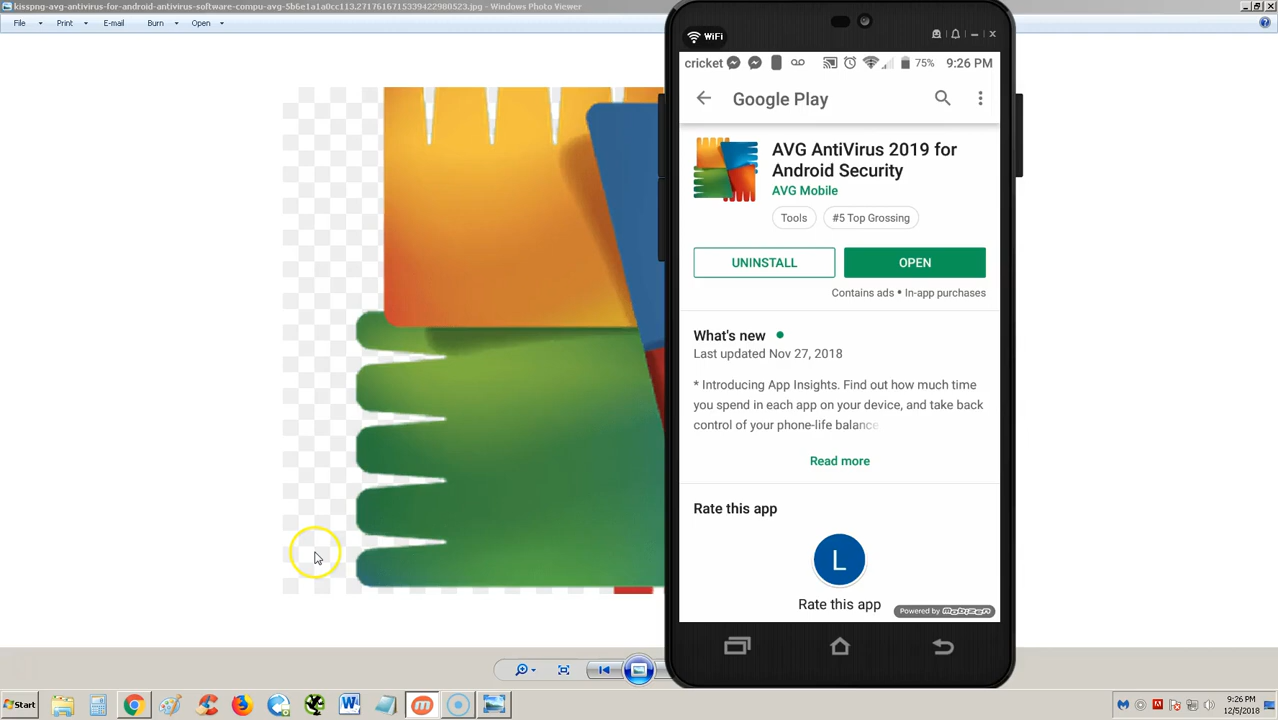 kisspng-avg-antivirus-for-android-antivirus-software-compu-avg-5b6e1a1a0cc113.2717616715339422980523.jpg - Windows Photo Viewer
File Print E-mail Burn Open
WiFi
cricket 75% 9:26 PM
Google Play
AVG AntiVirus 2019 for
Android Security
AVG Mobile
Tools #5 Top Grossing
UNINSTALL OPEN
Contains ads • In-app purchases
What's new
Last updated Nov 27, 2018
* Introducing App Insights. Find out how much time
you spend in each app on your device, and take back
control of your phone-life balance
Read more
Rate this app
L
Rate this app
Powered by mobizen
Start
9:26 PM
12/5/2018